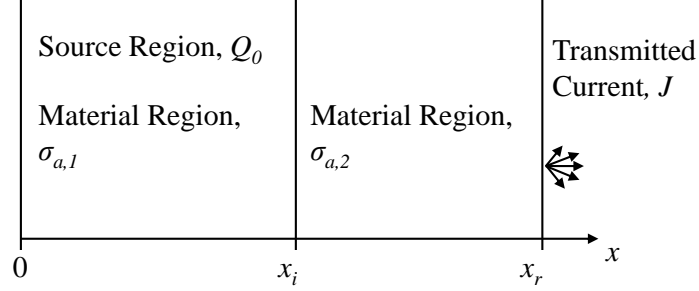 Source Region, Q₀
Material Region,
σₐ,₁
Material Region,
σₐ,₂
Transmitted
Current, J
0
xᵢ
xᵣ
x